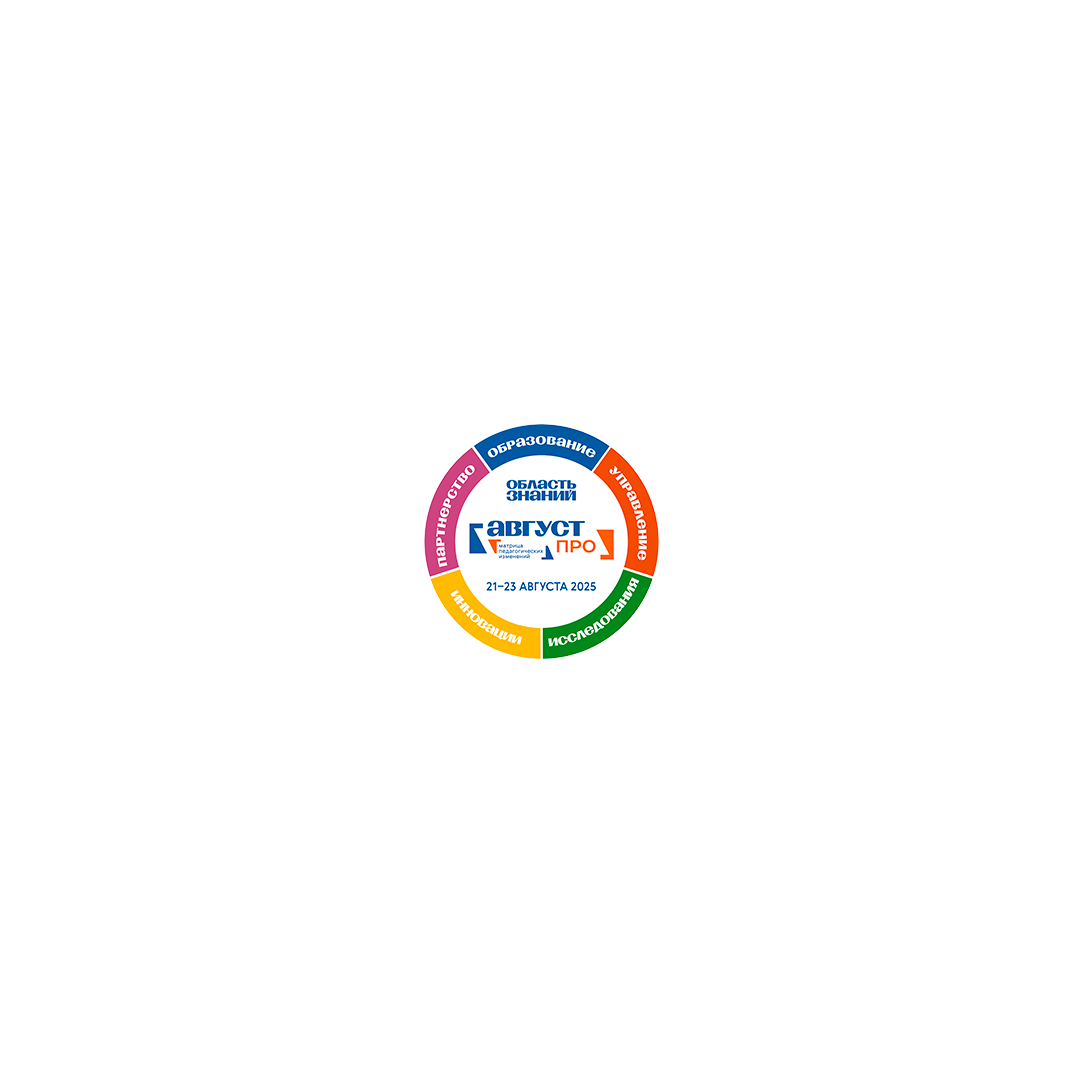 ОБРАЗОВАНИЕ
УПРАВЛЕНИЕ
ИССЛЕДОВАНИЯ
ИННОВАЦИИ
ПАРТНЕРСТВО
ОБЛАСТЬ
ЗНАНИЙ
АВГУСТ
ПРО
матрица
педагогических
изменений
21–23 АВГУСТА 2025